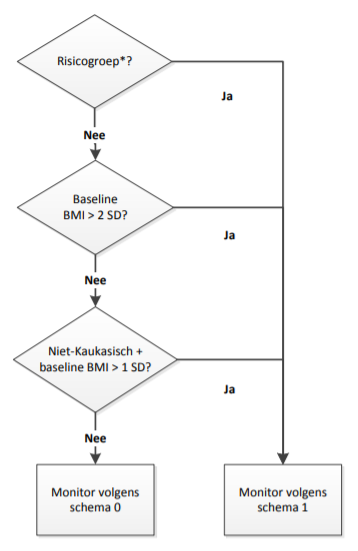 Risicogroep*?
Ja
Nee
Baseline
BMI > 2 SD?
Ja
Nee
Niet-Kaukasisch +
baseline BMI > 1 SD?
Ja
Nee
Monitor volgens
schema 0
Monitor volgens
schema 1